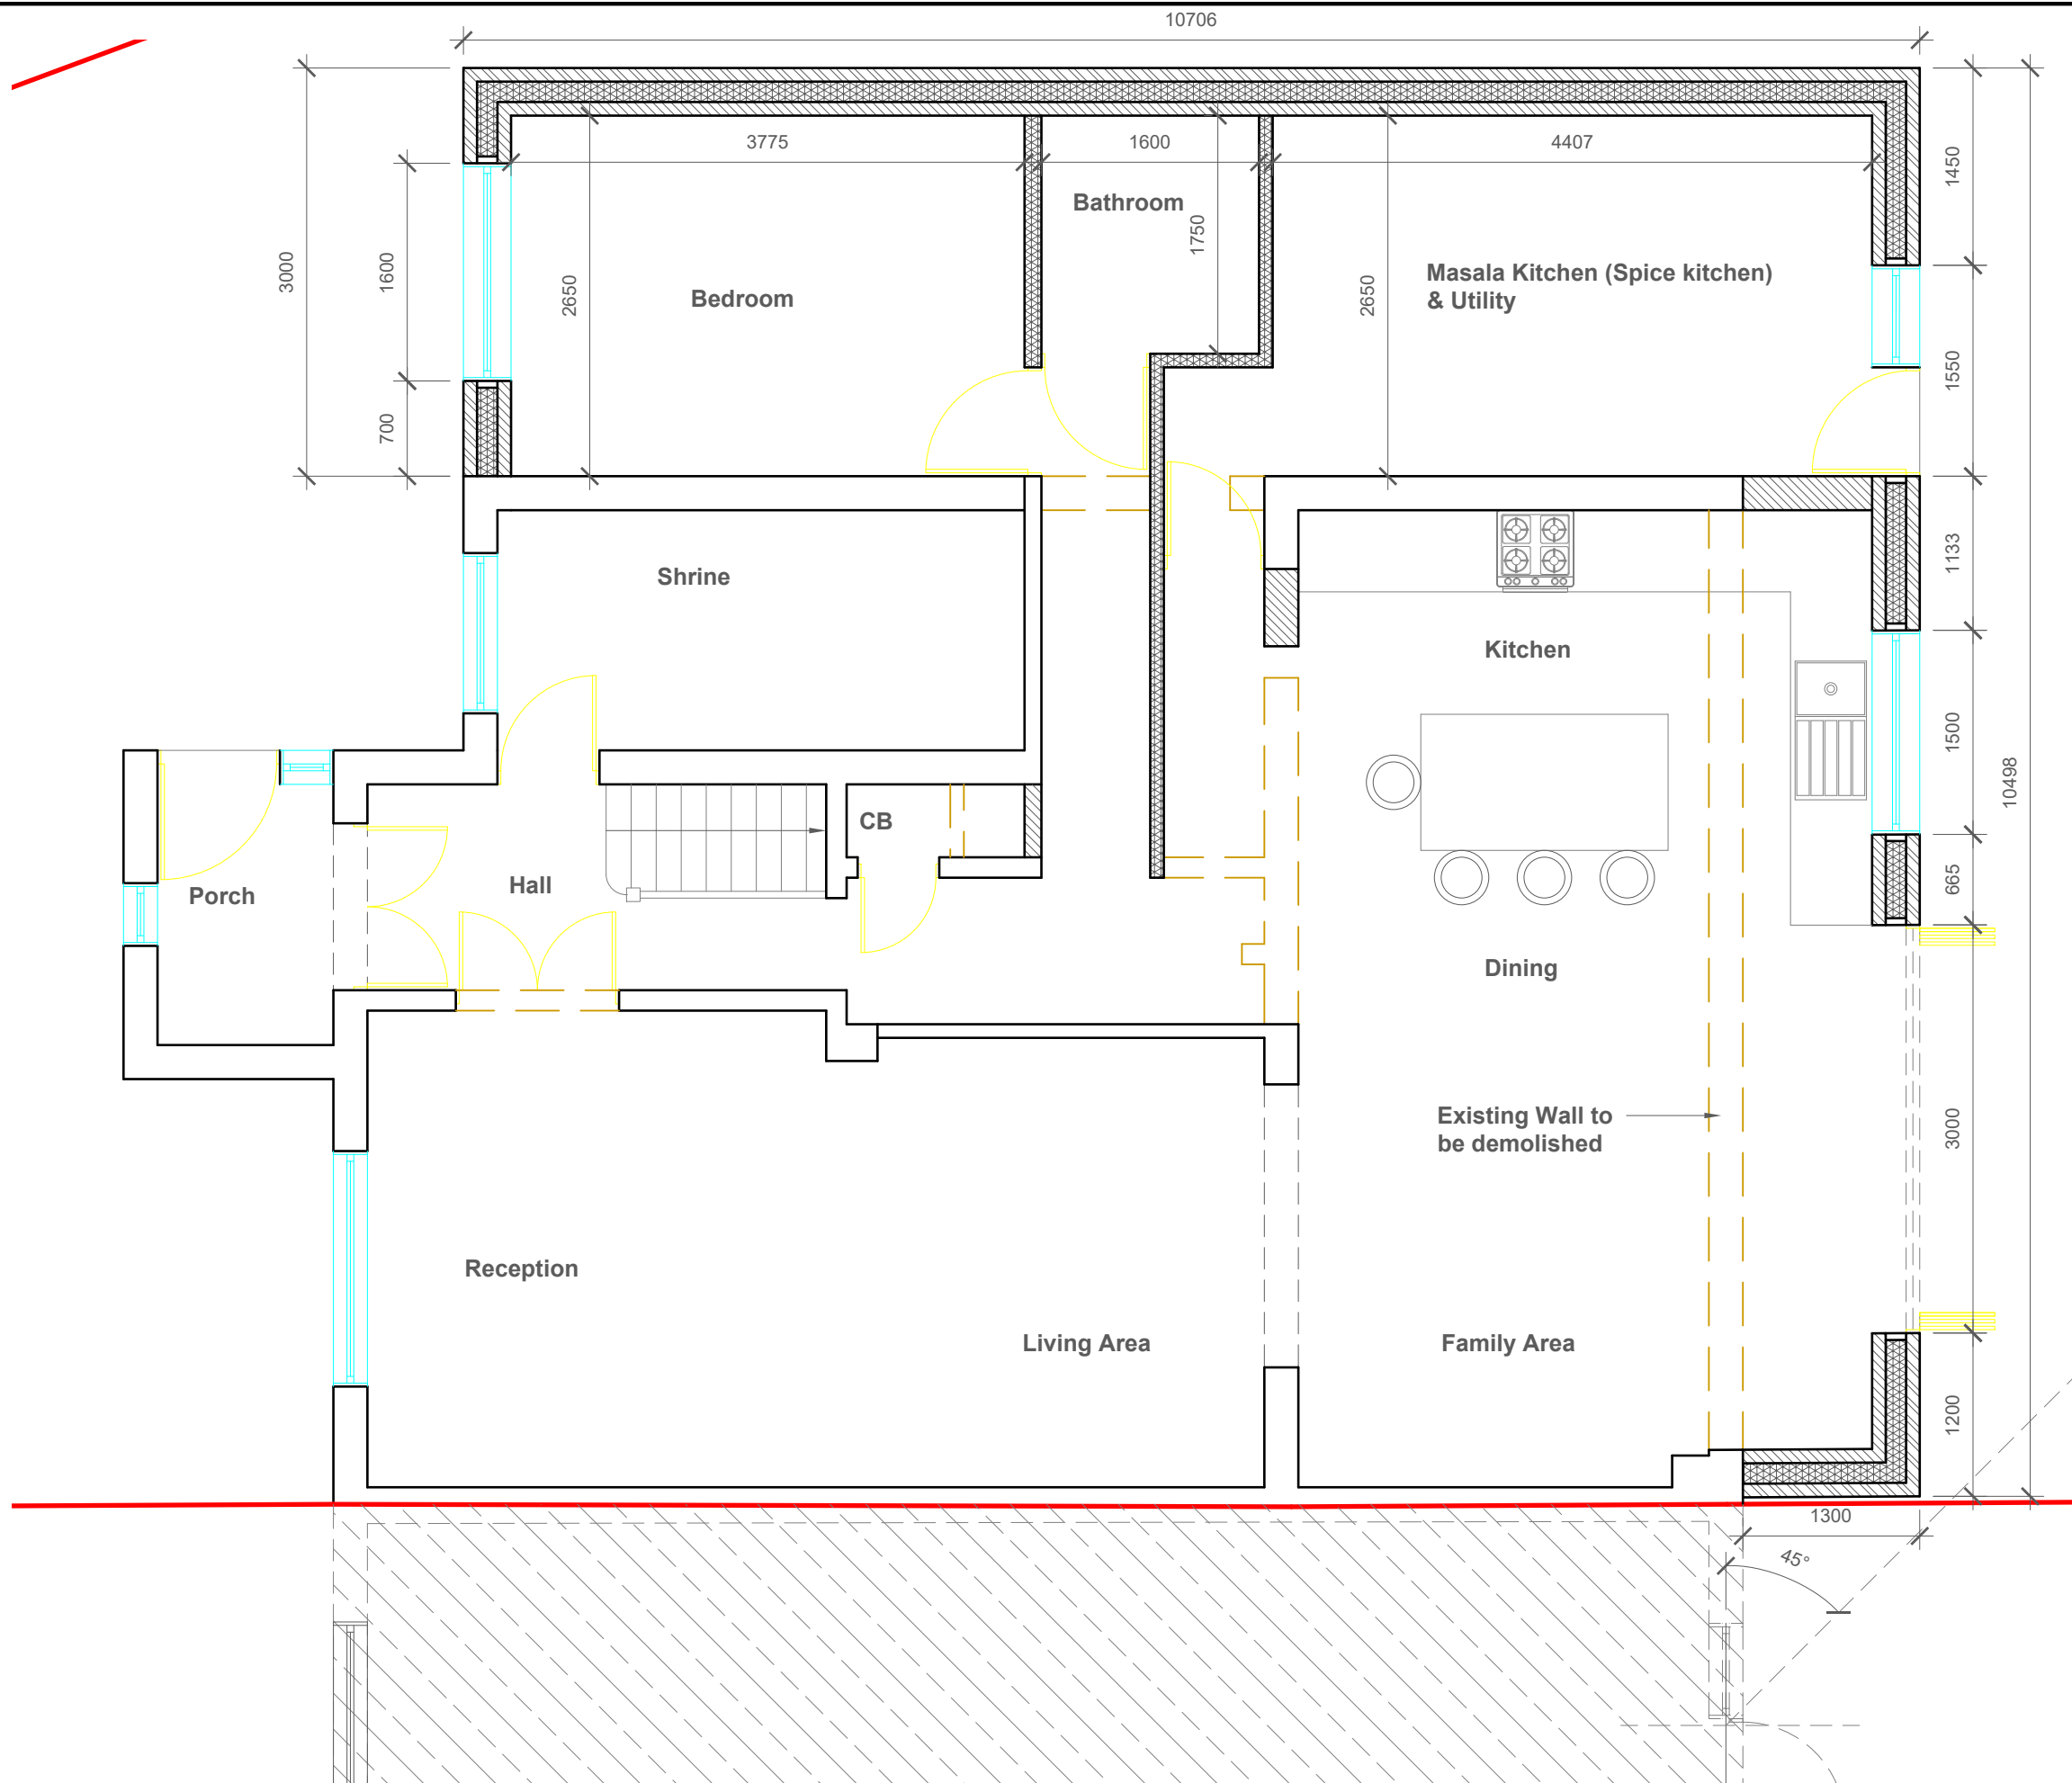 10706
3775
1600
4407
1450
Bathroom
1750
3000
1600
2650
Bedroom
2650
Masala Kitchen (Spice kitchen)
& Utility
1550
700
1133
Shrine
Kitchen
1500
10498
CB
Porch
Hall
665
Dining
Existing Wall to
be demolished
3000
Reception
Living Area
Family Area
1200
1300
45°